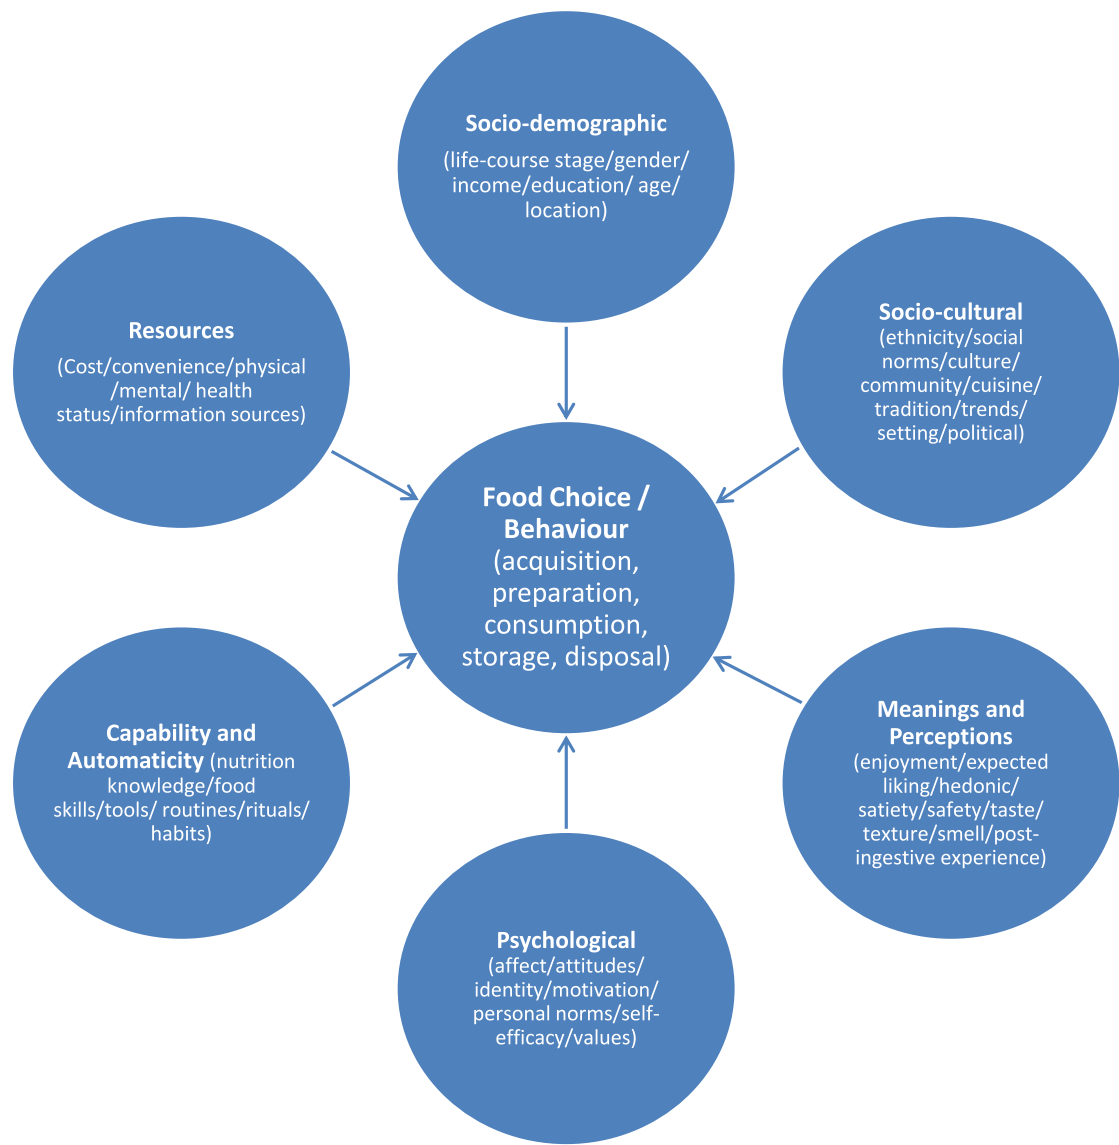 Socio-demographic
(life-course stage/gender/
income/education/ age/
location)
Socio-cultural
(ethnicity/social
norms/culture/
community/cuisine/
tradition/trends/
setting/political)
Meanings and
Perceptions
(enjoyment/expected
liking/hedonic/
satiety/safety/taste/
texture/smell/post-
ingestive experience)
Psychological
(affect/attitudes/
identity/motivation/
personal norms/self-
efficacy/values)
Capability and
Automaticity (nutrition
knowledge/food
skills/tools/ routines/rituals/
habits)
Resources
(Cost/convenience/physical
/mental/ health
status/information sources)
Food Choice /
Behaviour
(acquisition,
preparation,
consumption,
storage, disposal)